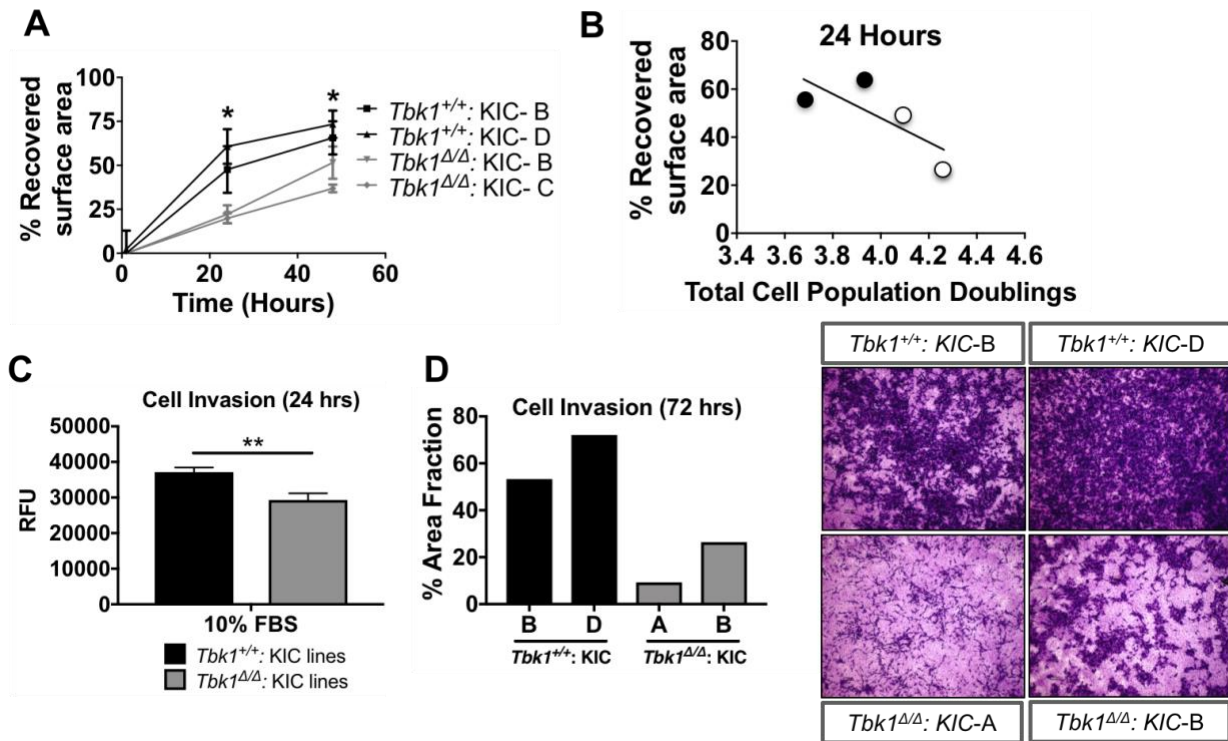 A
100
75
50
25
0
% Recovered
surface area
0
20
40
60
Time (Hours)
*
*
Tbk1+/+: KIC- B
Tbk1+/+: KIC- D
TbkΔ/Δ: KIC- B
Tbk1Δ/Δ: KIC- C
B
24 Hours
80
60
40
20
0
% Recovered
surface area
3.4 3.6 3.8 4.0 4.2 4.4 4.6
Total Cell Population Doublings
C
Cell Invasion (24 hrs)
**
50000
40000
30000
20000
10000
0
RFU
10% FBS
Tbk1+/+: KIC lines
Tbk1Δ/Δ: KIC lines
D
Cell Invasion (72 hrs)
80
60
40
20
0
% Area Fraction
B D A B
Tbk1+/+: KIC Tbk1Δ/Δ: KIC
Tbk1+/+: KIC-B
Tbk1+/+: KIC-D
Tbk1Δ/Δ: KIC-A
Tbk1Δ/Δ: KIC-B